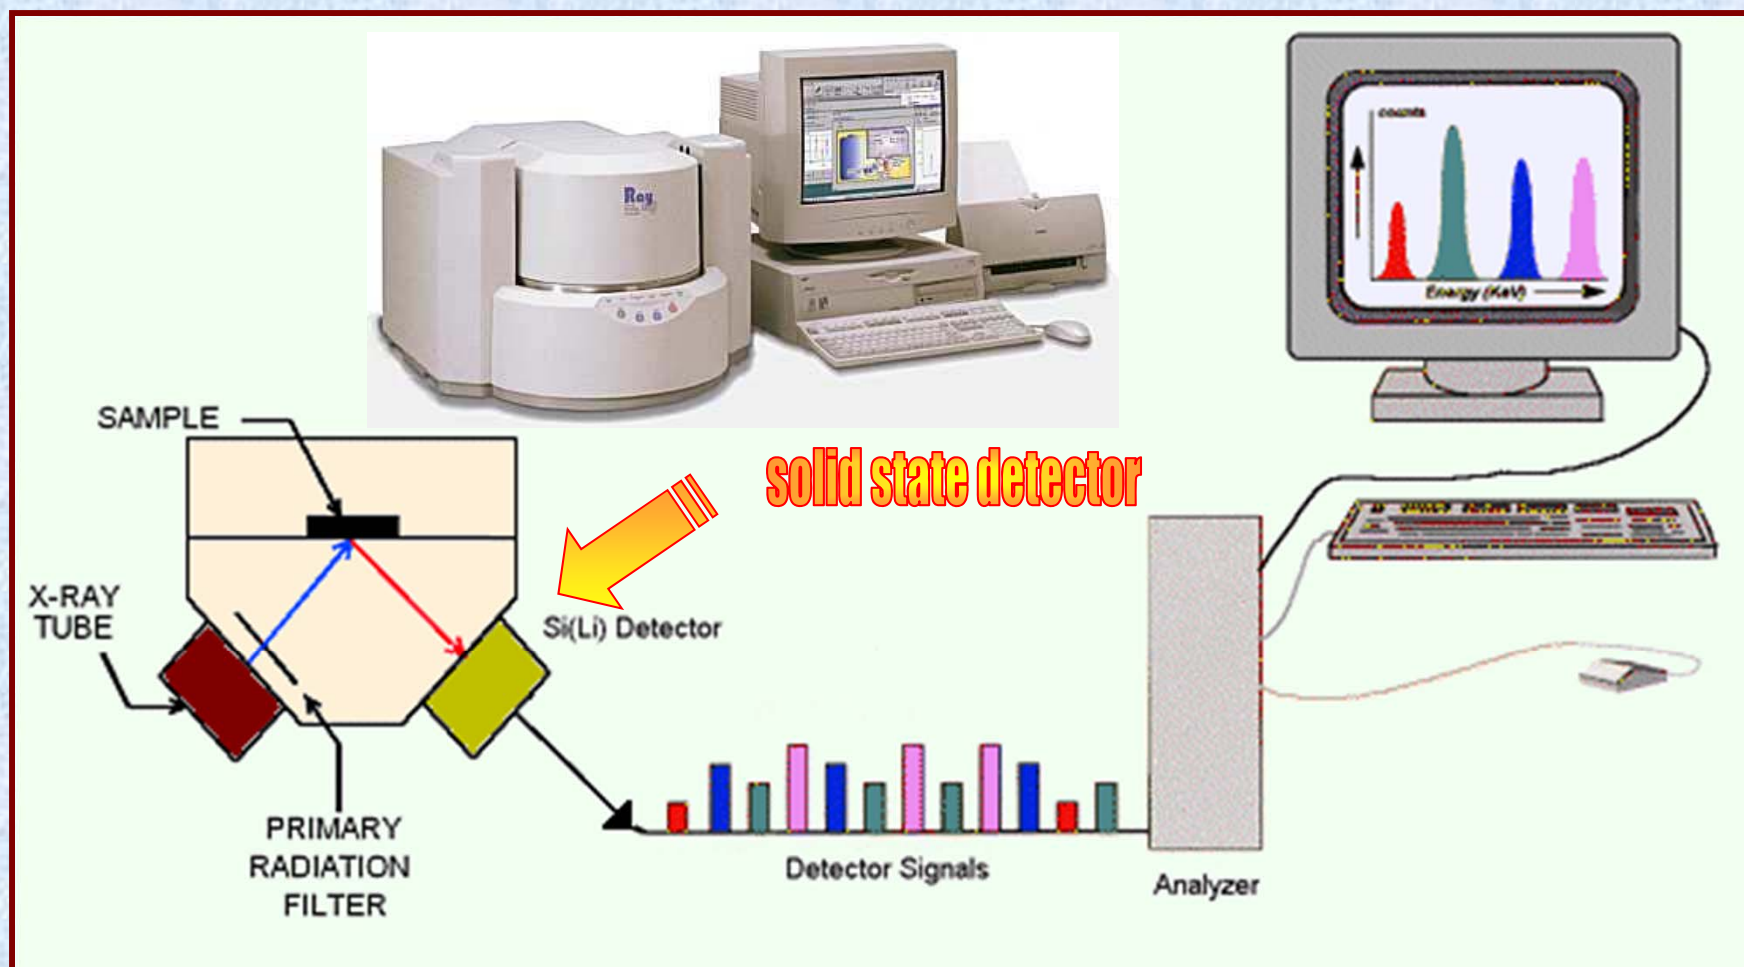 Ray
counts
Energy (KeV)
SAMPLE
solid state detector
X-RAY
TUBE
Si(Li) Detector
PRIMARY
RADIATION
FILTER
Detector Signals
Analyzer